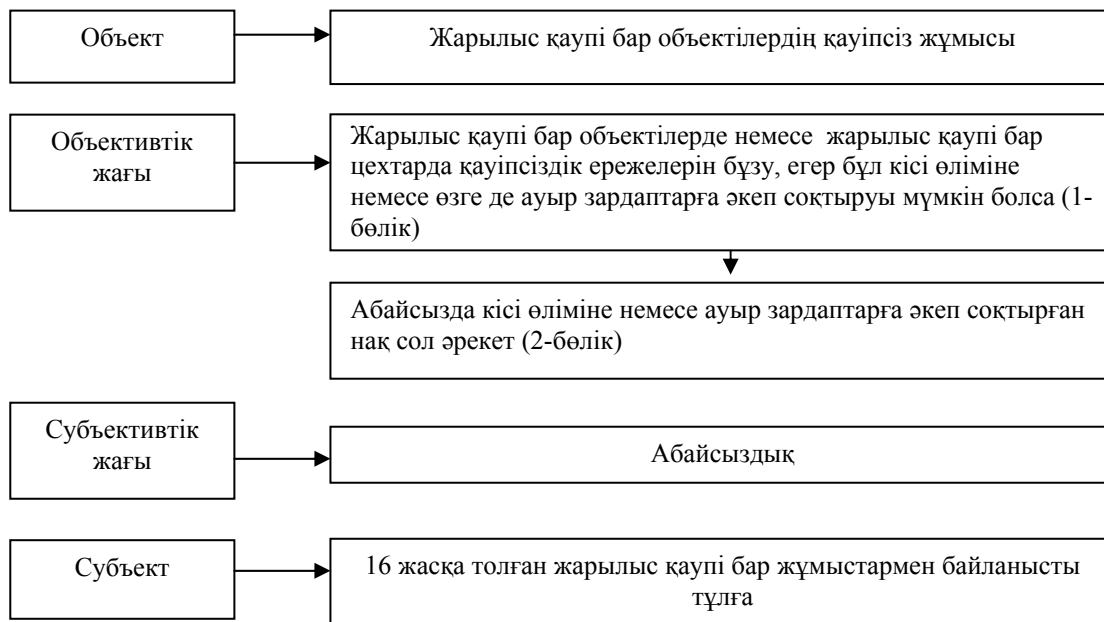 Объект
Жарылыс қаупі бар объектілердің қауіпсіз жұмысы
Объективтік
жағы
Жарылыс қаупі бар объектілерде немесе жарылыс қаупі бар
цехтарда қауіпсіздік ережелерін бұзу, егер бұл кісі өліміне
немесе өзге де ауыр зардаптарға әкеп соқтыруы мүмкін болса (1-
бөлік)
Абайсызда кісі өліміне немесе ауыр зардаптарға әкеп соқтырған
нақ сол әрекет (2-бөлік)
Субъективтік
жағы
Абайсыздық
Субъект
16 жасқа толған жарылыс қаупі бар жұмыстармен байланысты
тұлға